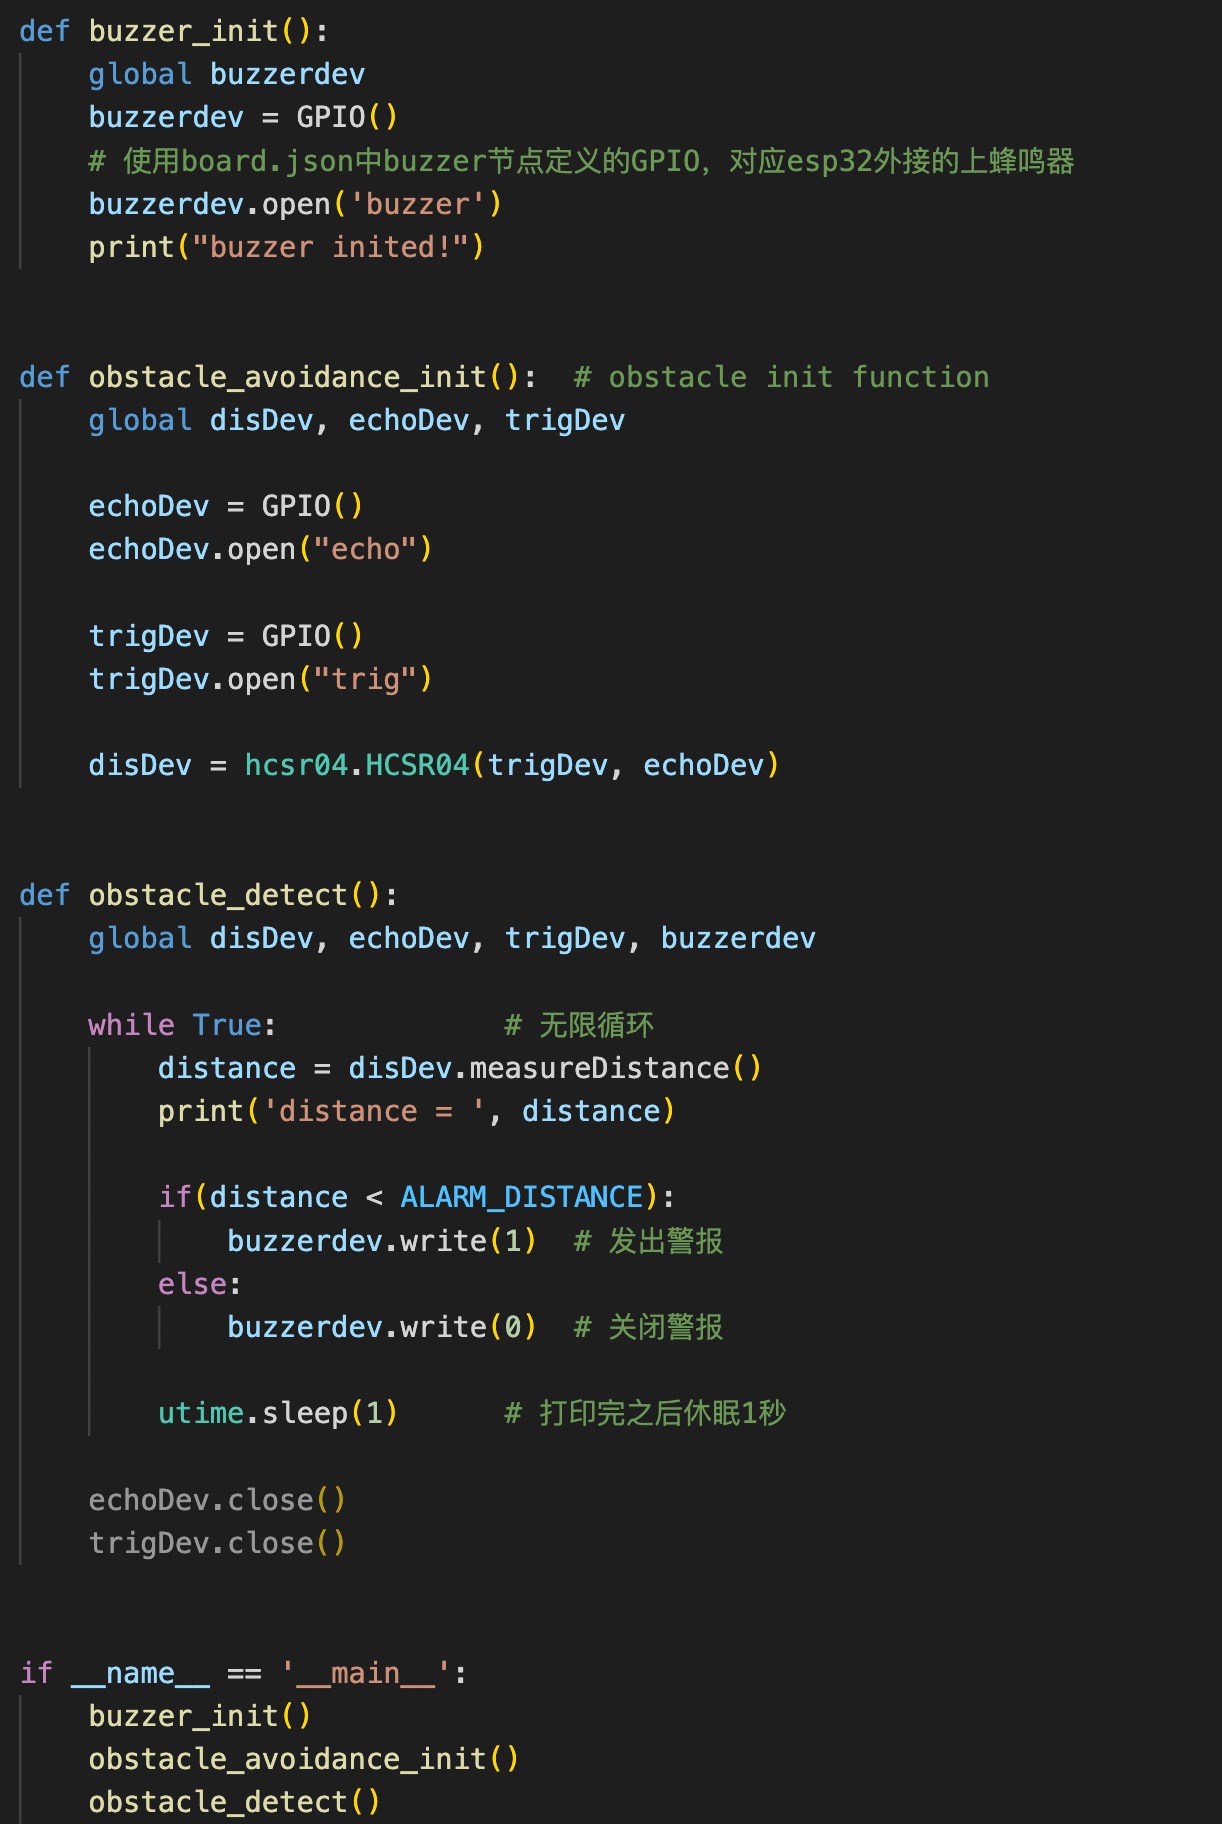 def buzzer_init():
    global buzzerdev
    buzzerdev = GPIO()
    # 使用board.json中buzzer节点定义的GPIO，对应esp32外接的上蜂鸣器
    buzzerdev.open('buzzer')
    print("buzzer inited!")

def obstacle_avoidance_init():  # obstacle init function
    global disDev, echoDev, trigDev

    echoDev = GPIO()
    echoDev.open("echo")

    trigDev = GPIO()
    trigDev.open("trig")

    disDev = hcsr04.HCSR04(trigDev, echoDev)

def obstacle_detect():
    global disDev, echoDev, trigDev, buzzerdev

    while True:             # 无限循环
        distance = disDev.measureDistance()
        print('distance = ', distance)

        if(distance < ALARM_DISTANCE):
            buzzerdev.write(1)  # 发出警报
        else:
            buzzerdev.write(0)  # 关闭警报

        utime.sleep(1)      # 打印完之后休眠1秒

    echoDev.close()
    trigDev.close()

if __name__ == '__main__':
    buzzer_init()
    obstacle_avoidance_init()
    obstacle_detect()